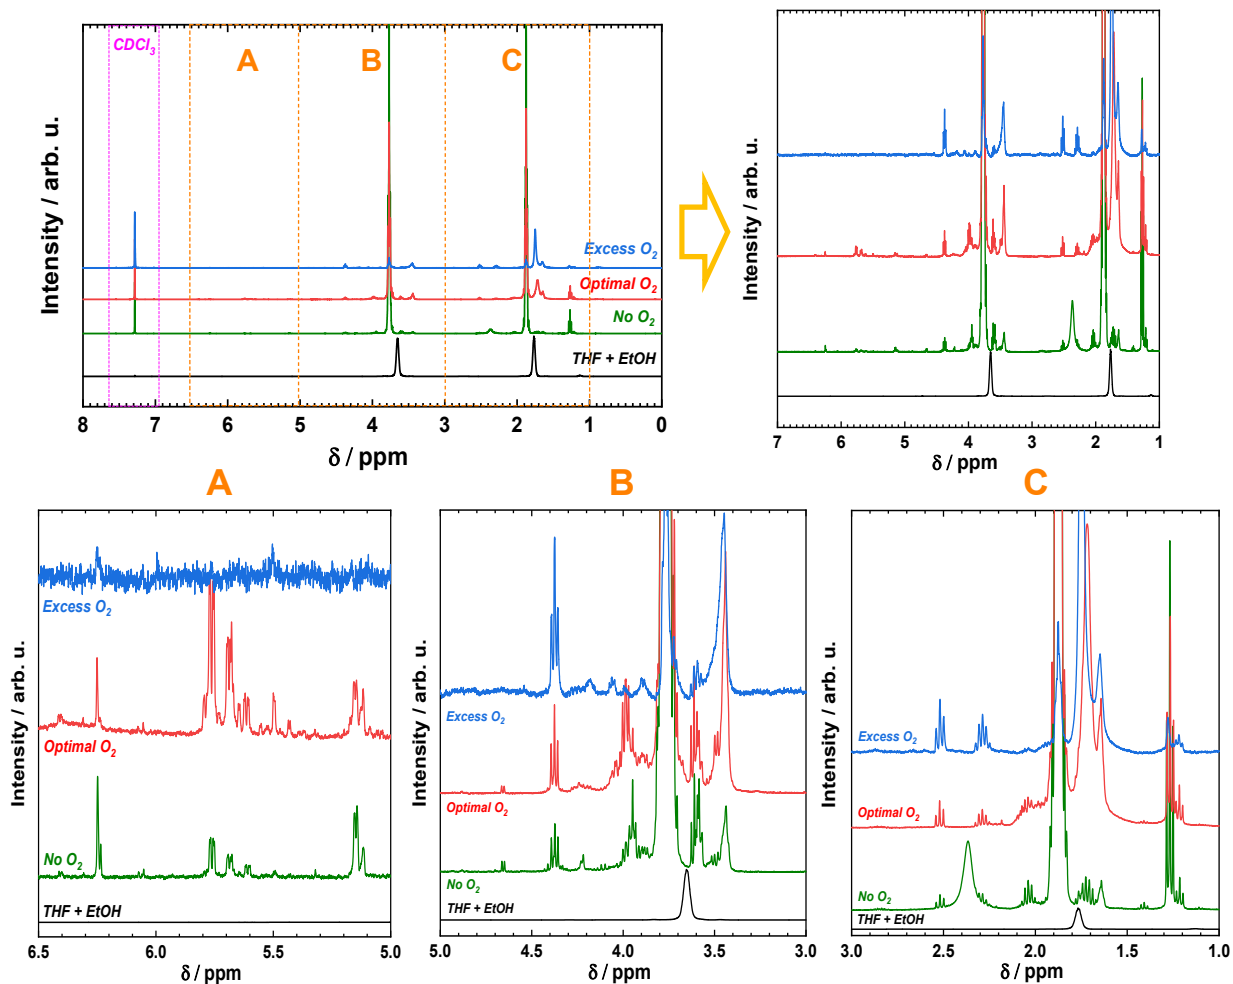 CDCl3
A
B
C
Excess O2
Optimal O2
No O2
THF + EtOH
Intensity / arb. u.
8 7 6 5 4 3 2 1 0
δ / ppm
Intensity / arb. u.
7 6 5 4 3 2 1
δ / ppm
A
Excess O2
Optimal O2
No O2
THF + EtOH
Intensity / arb. u.
6.5 6.0 5.5 5.0
δ / ppm
B
Excess O2
Optimal O2
No O2
THF + EtOH
Intensity / arb. u.
5.0 4.5 4.0 3.5 3.0
δ / ppm
C
Excess O2
Optimal O2
No O2
THF + EtOH
Intensity / arb. u.
3.0 2.5 2.0 1.5 1.0
δ / ppm